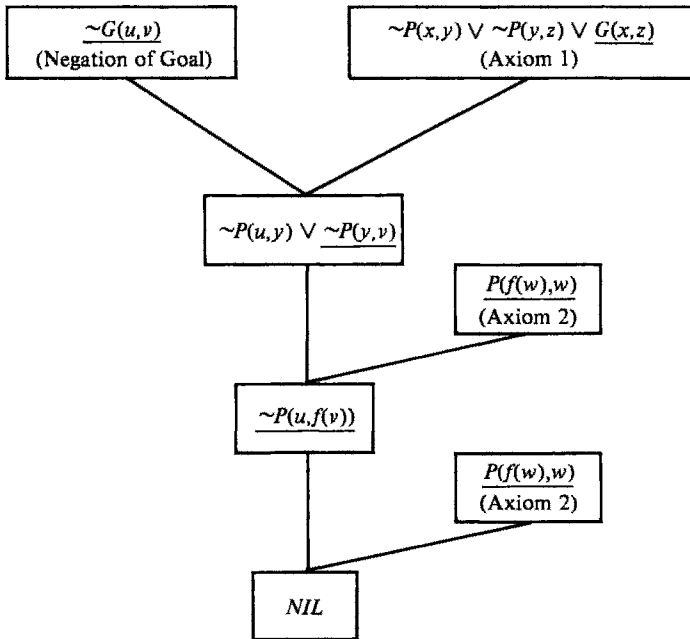 ~G(u,v)
(Negation of Goal)
~P(x,y) ∨ ~P(y,z) ∨ G(x,z)
(Axiom 1)
~P(u,y) ∨ ~P(y,v)
P(f(w),w)
(Axiom 2)
~P(u,f(v))
P(f(w),w)
(Axiom 2)
NIL